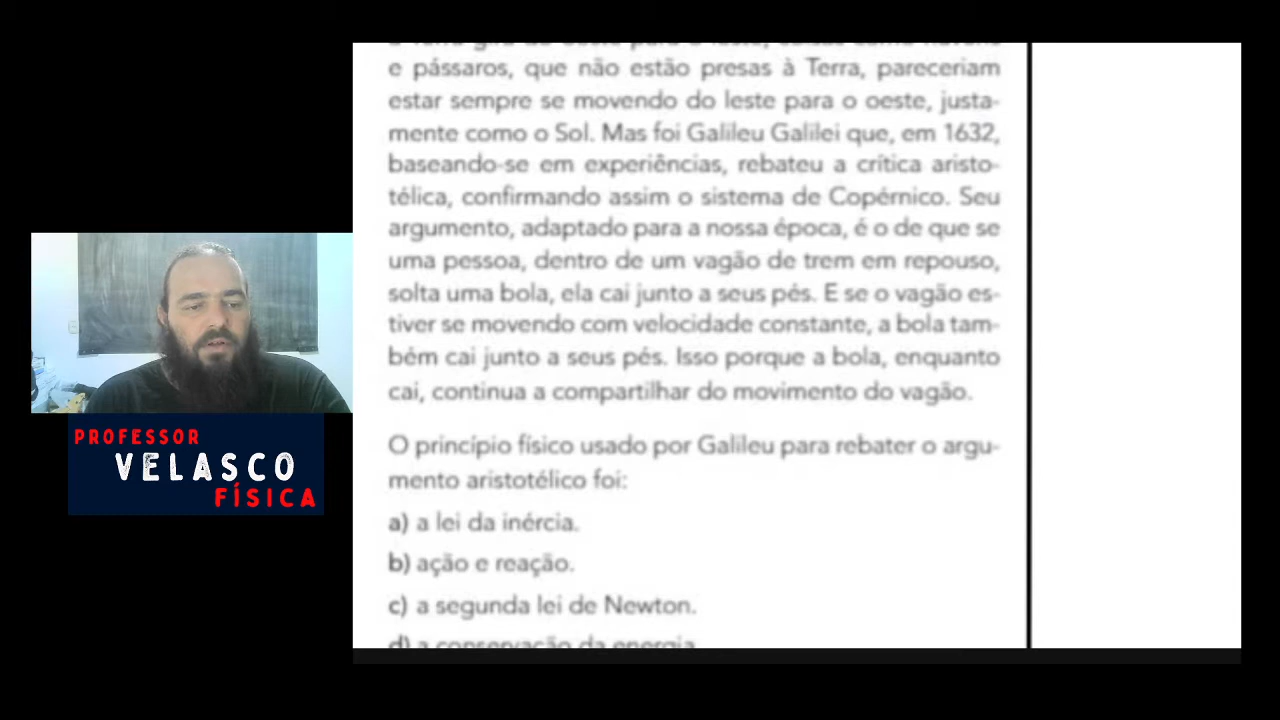 e pássaros, que não estão presas à Terra, pareceriam
estar sempre se movendo do leste para o oeste, justa-
mente como o Sol. Mas foi Galileu Galilei que, em 1632,
baseando-se em experiências, rebateu a crítica aristo-
télica, confirmando assim o sistema de Copérnico. Seu
argumento, adaptado para a nossa época, é o de que se
uma pessoa, dentro de um vagão de trem em repouso,
solta uma bola, ela cai junto a seus pés. E se o vagão es-
tiver se movendo com velocidade constante, a bola tam-
bém cai junto a seus pés. Isso porque a bola, enquanto
cai, continua a compartilhar do movimento do vagão.
O princípio físico usado por Galileu para rebater o argu-
mento aristotélico foi:
a) a lei da inércia.
b) ação e reação.
c) a segunda lei de Newton.
d) a conservação da energia
PROFESSOR
VELASCO
FÍSICA